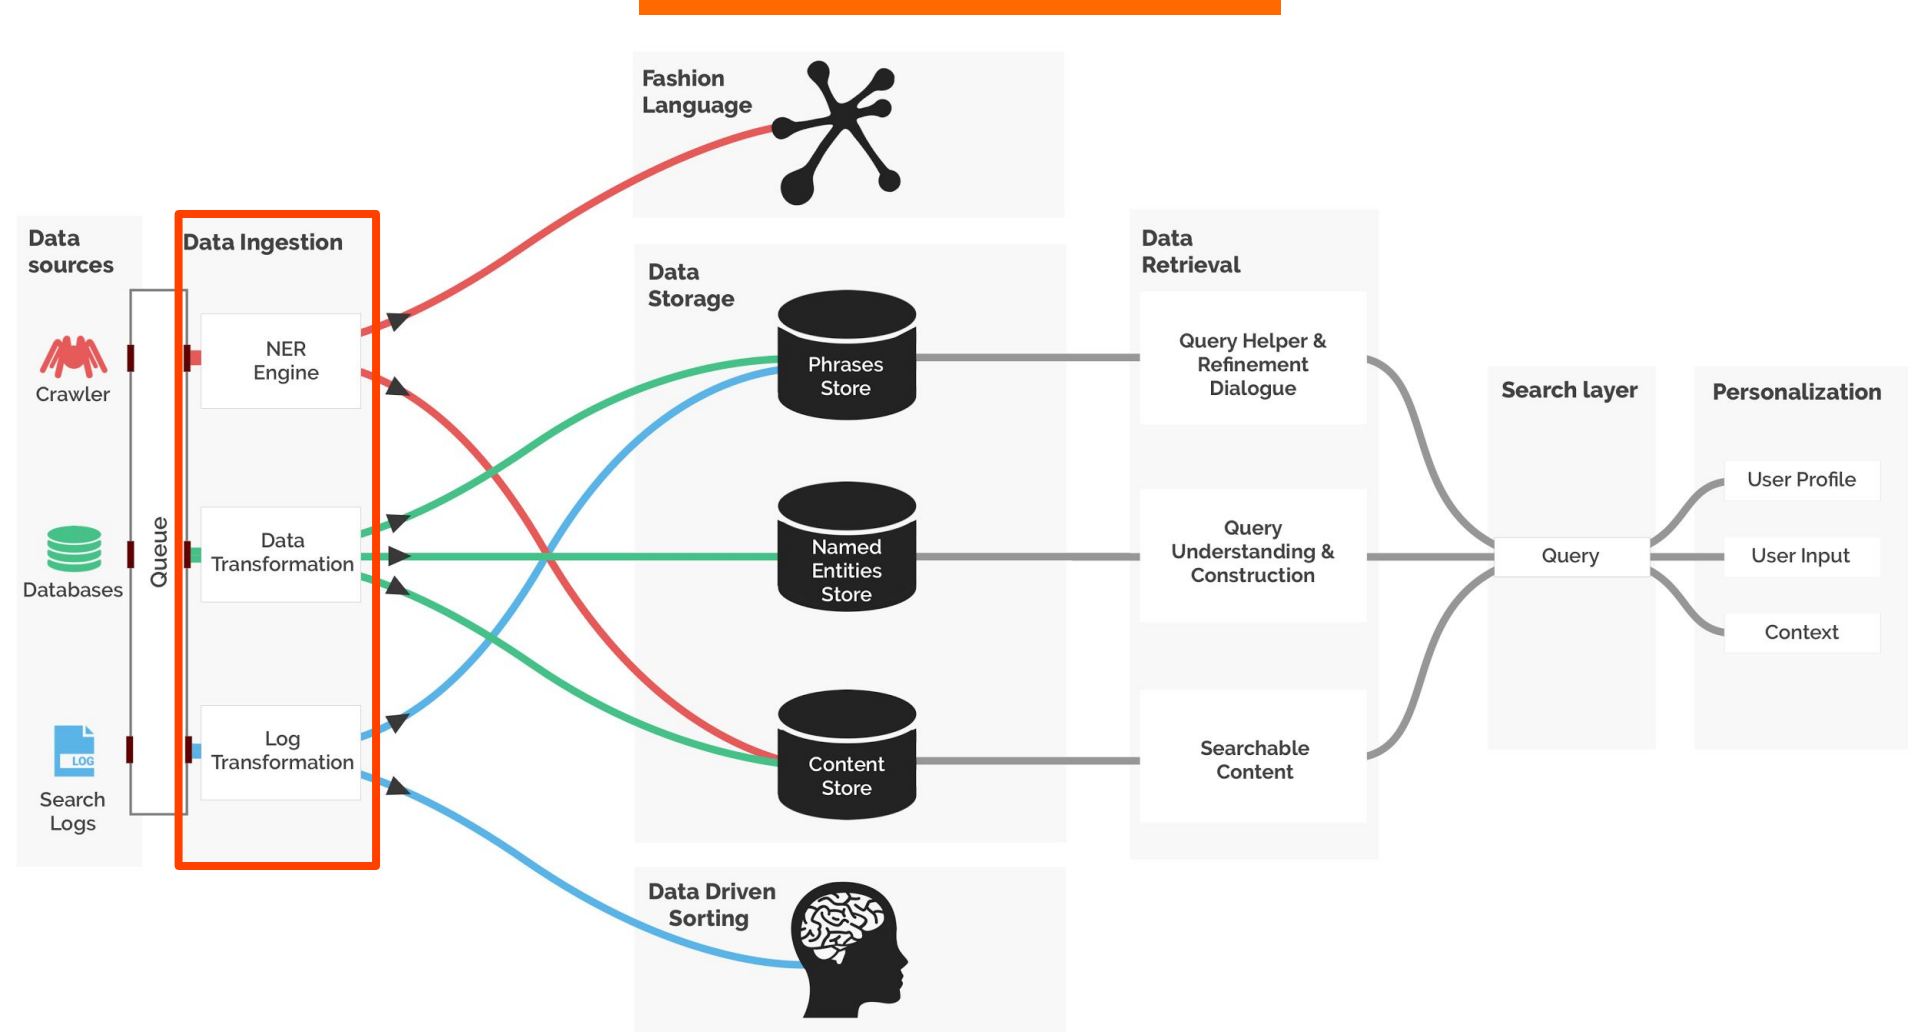 Fashion
Language
Data
sources
Crawler
Databases
Search
Logs
Queue
Data Ingestion
NER
Engine
Data
Transformation
Log
Transformation
Data
Storage
Phrases
Store
Named
Entities
Store
Content
Store
Data Driven
Sorting
Data
Retrieval
Query Helper &
Refinement
Dialogue
Query
Understanding &
Construction
Searchable
Content
Search layer
Query
Personalization
User Profile
User Input
Context
LOG